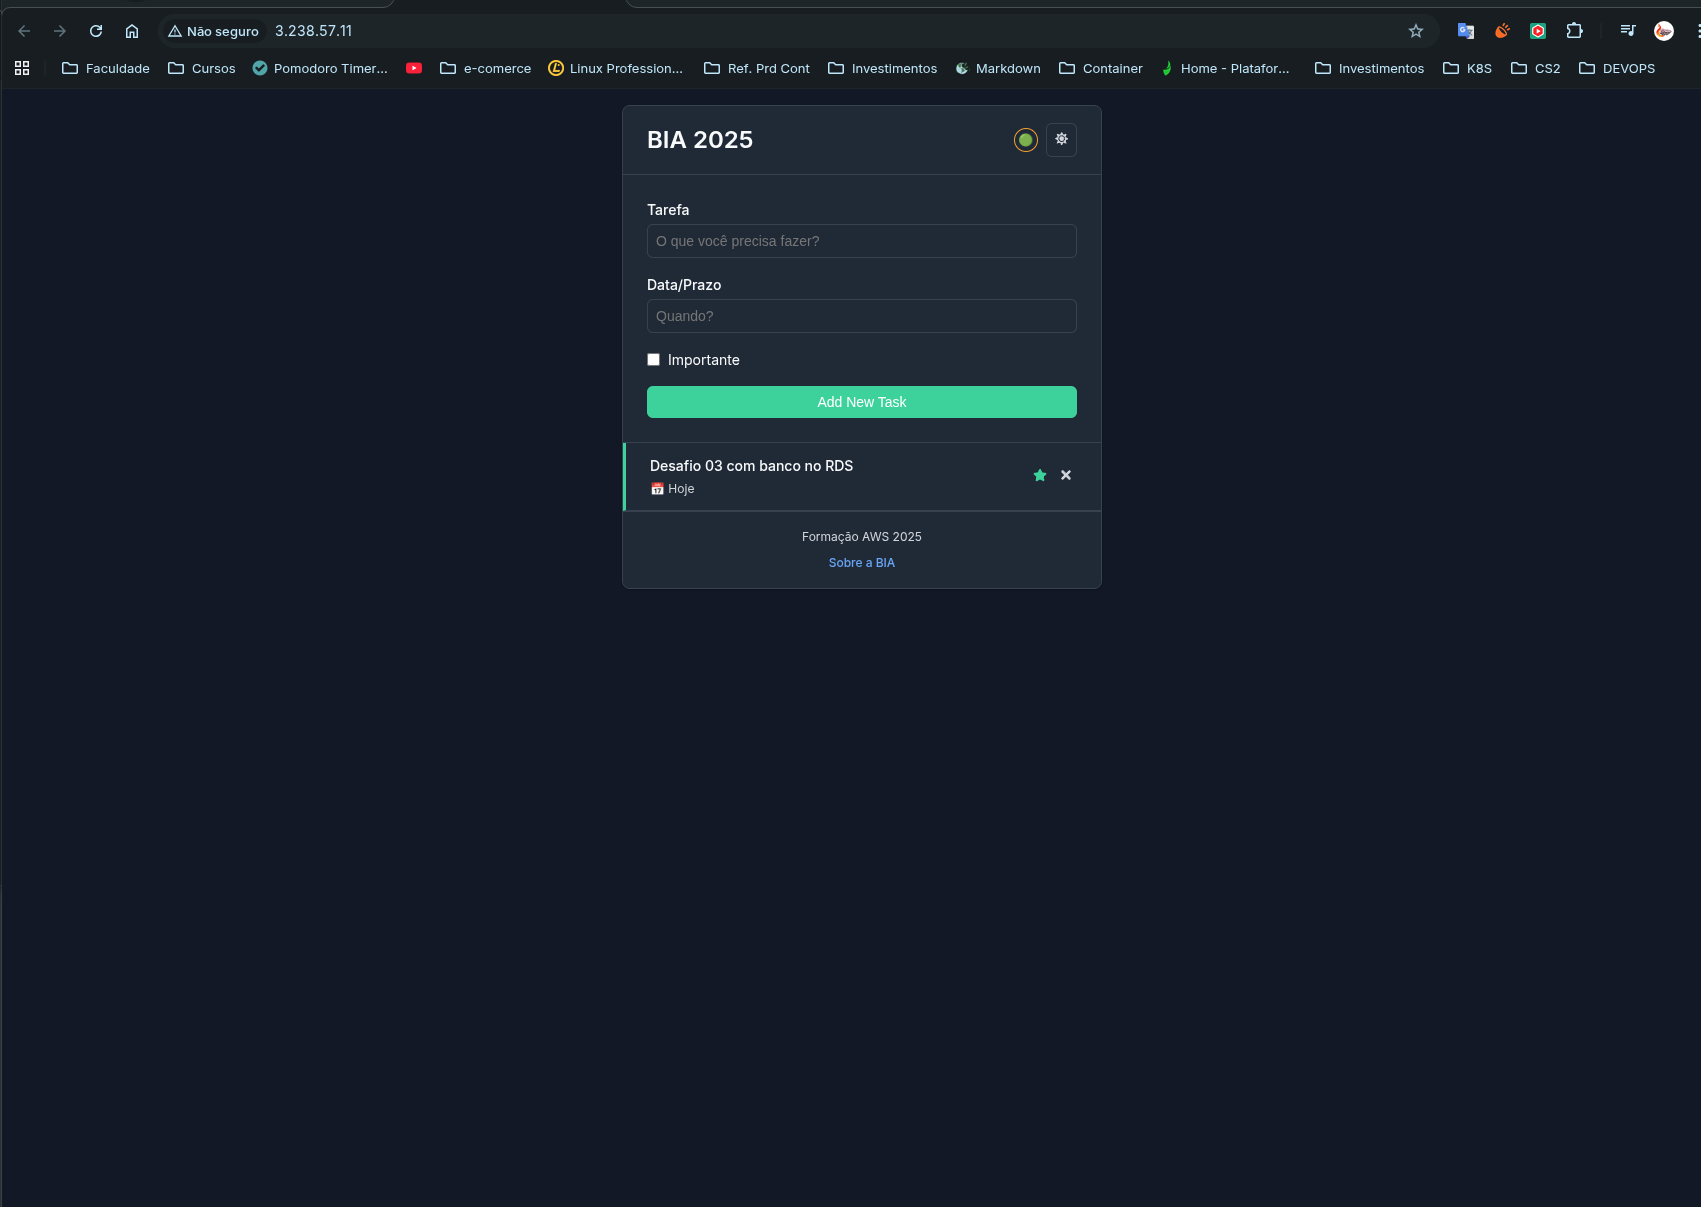 Não seguro 3.238.57.11
Faculdade Cursos Pomodoro Timer... e-comerce Linux Profession... Ref. Prd Cont Investimentos Markdown Container Home - Platafor... Investimentos K8S CS2 DEVOPS
BIA 2025
Tarefa
O que você precisa fazer?
Data/Prazo
Quando?
Importante
Add New Task
Desafio 03 com banco no RDS
Hoje
Formação AWS 2025
Sobre a BIA